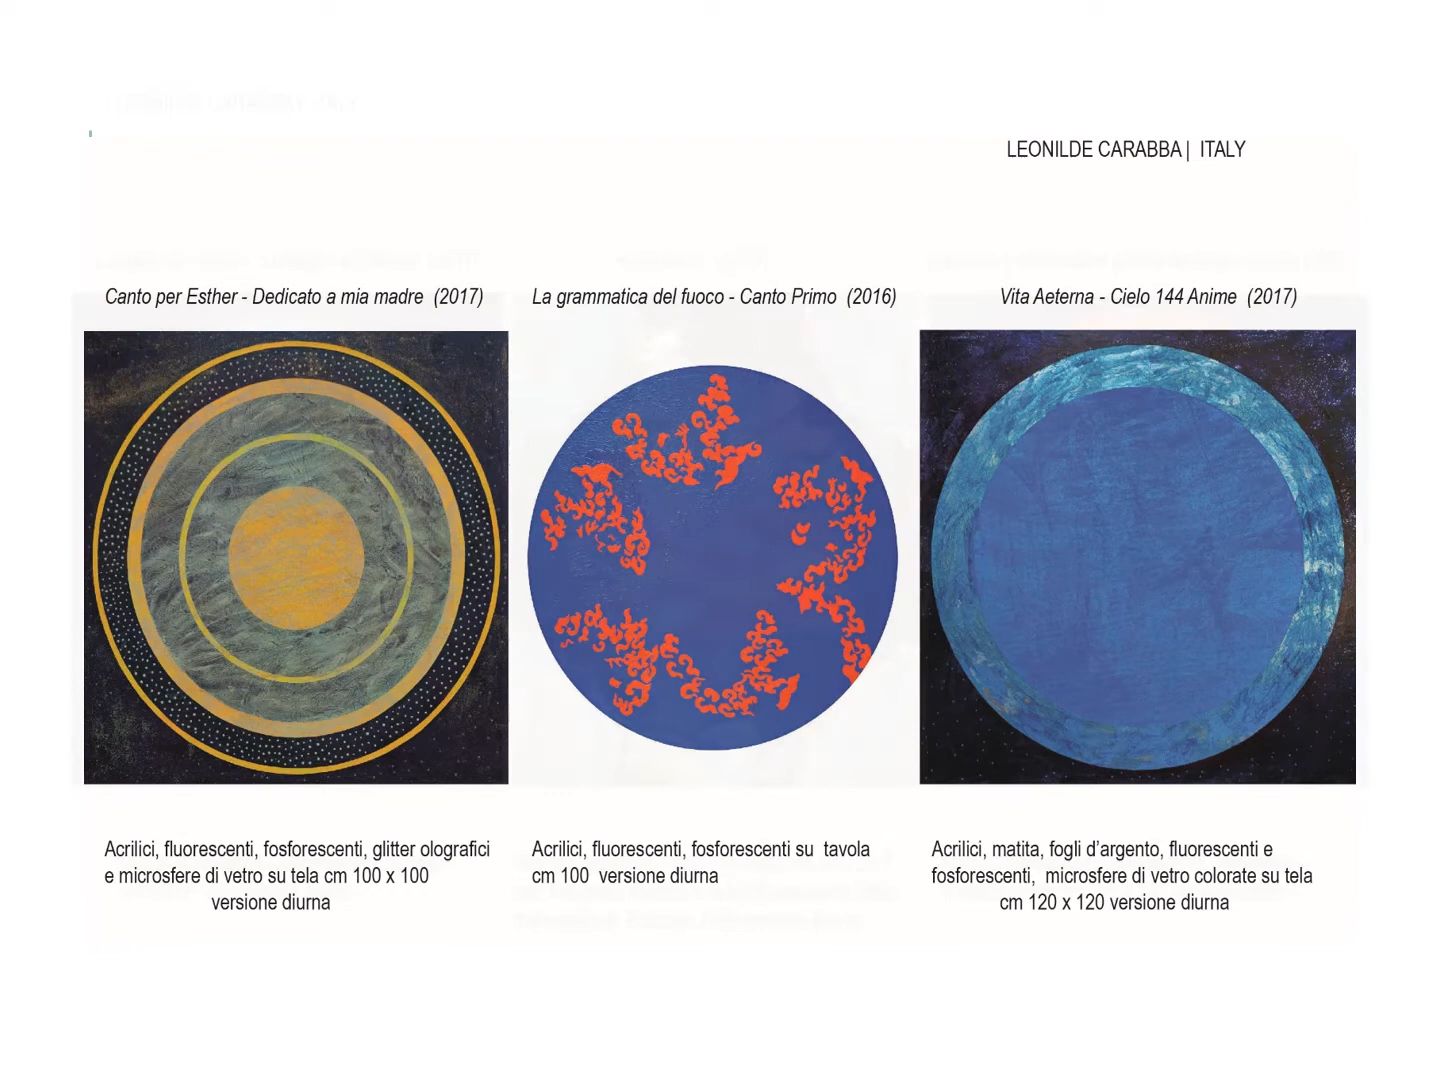 LEONILDE CARABBA | ITALY
Canto per Esther - Dedicato a mia madre (2017)
La grammatica del fuoco - Canto Primo (2016)
Vita Aeterna - Cielo 144 Anime (2017)
Acrilici, fluorescenti, fosforescenti, glitter olografici
e microsfere di vetro su tela cm 100 x 100
versione diurna
Acrilici, fluorescenti, fosforescenti su tavola
cm 100 versione diurna
Acrilici, matita, fogli d’argento, fluorescenti e
fosforescenti, microsfere di vetro colorate su tela
cm 120 x 120 versione diurna